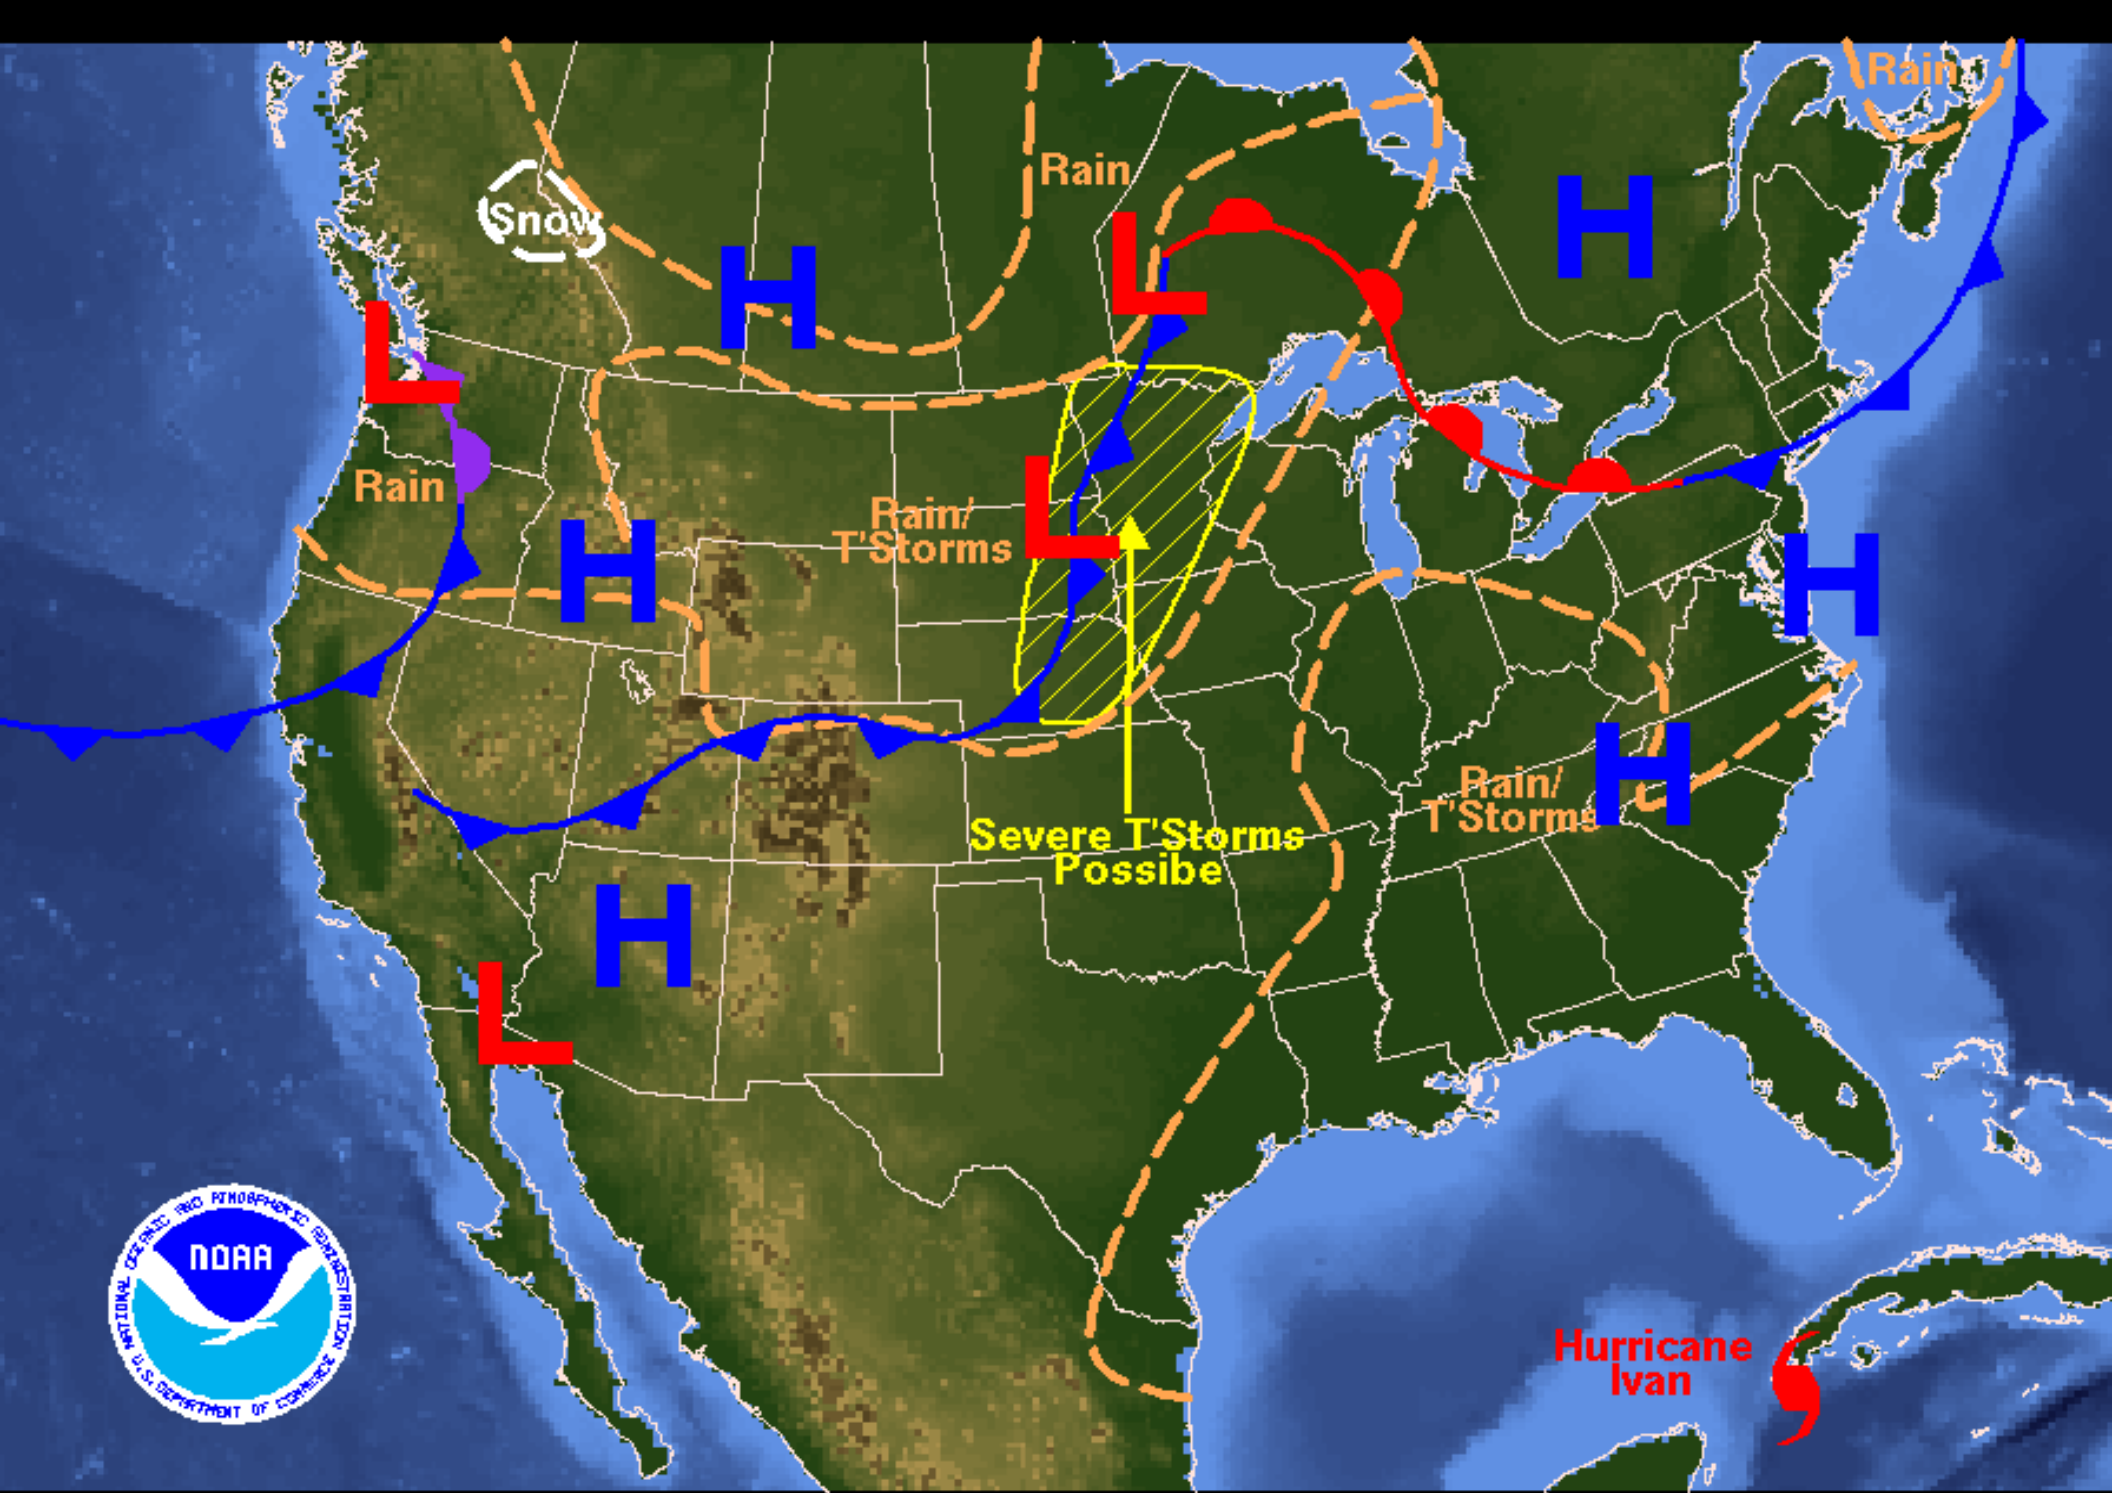 Rain
Rain
Snow
H
H
L
L
Rain
L
Rain/
T'Storms
H
H
H
Rain/
T'Storms
Severe T'Storms
Possibe
H
L
NATIONAL OCEANIC AND ATMOSPHERIC ADMINISTRATION
NOAA
U.S. DEPARTMENT OF COMMERCE
Hurricane
Ivan